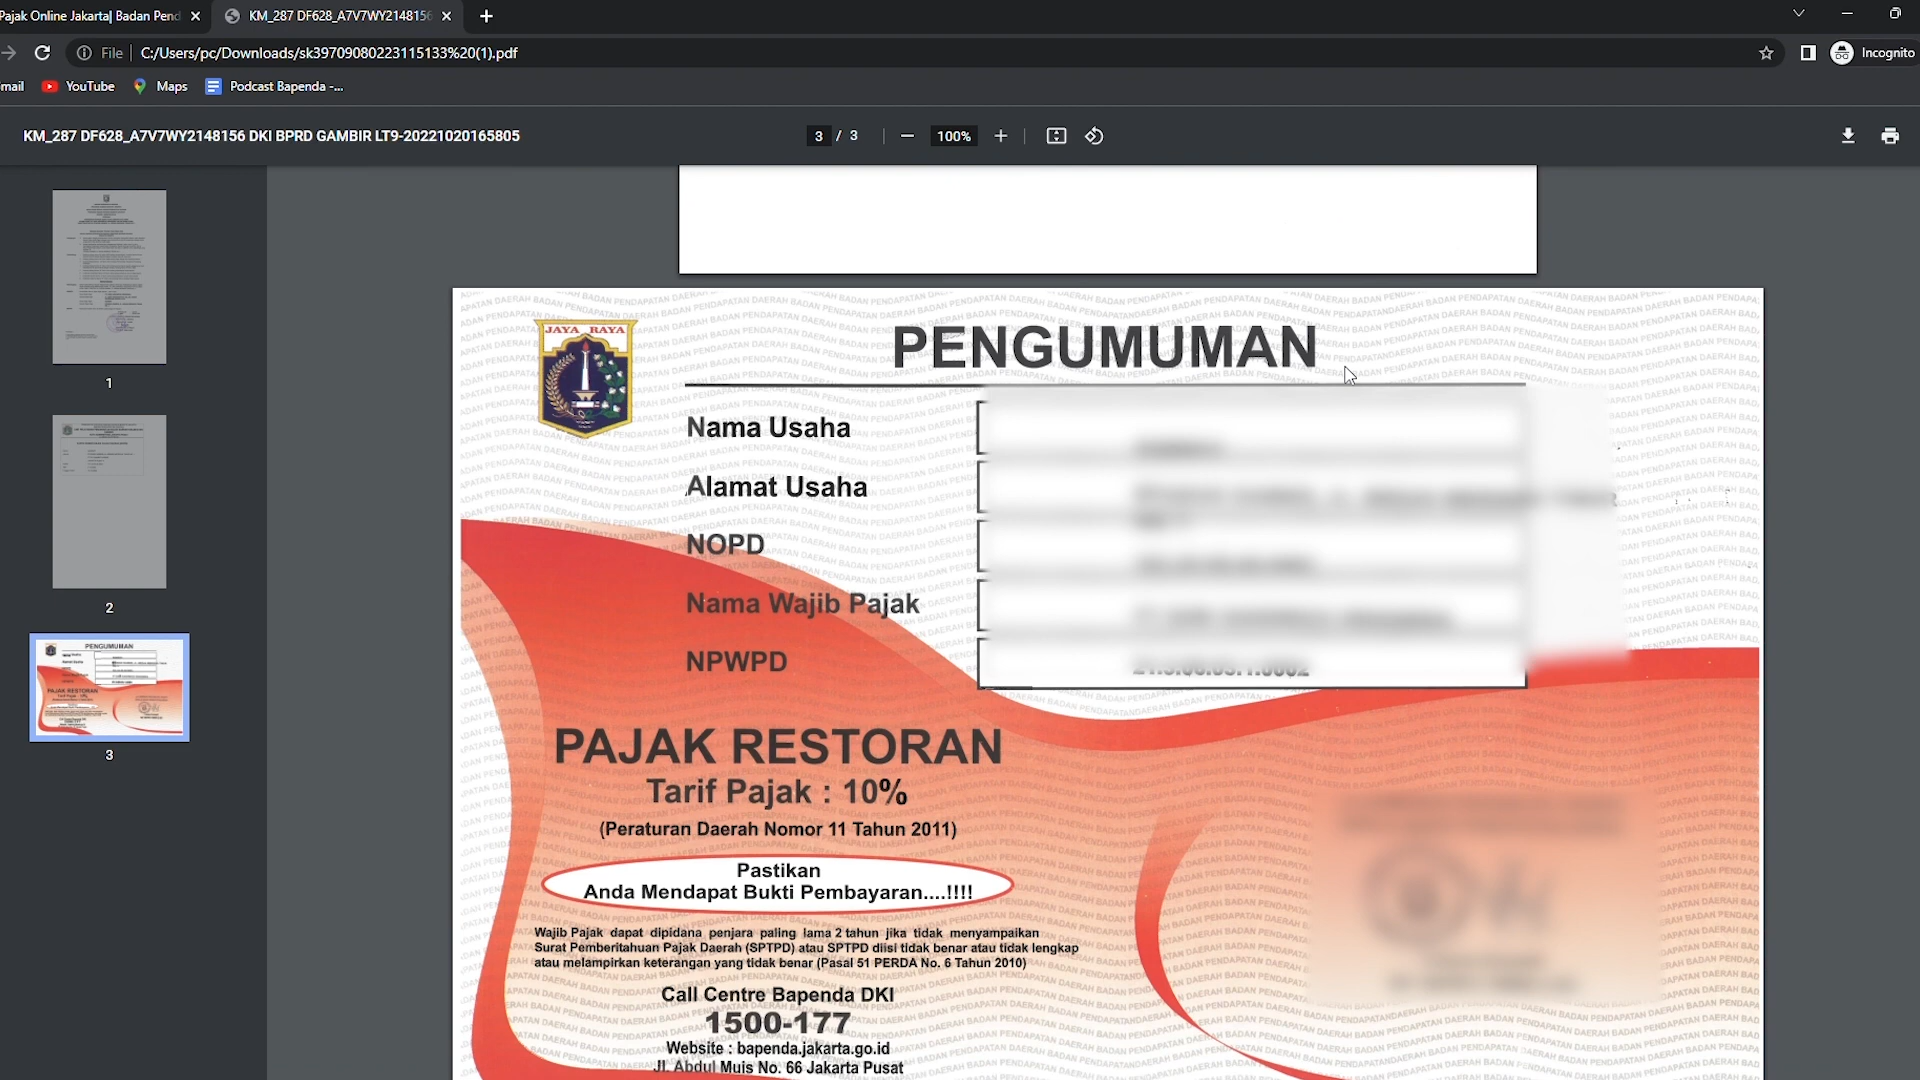 Pajak Online Jakarta| Badan Pend
KM_287 DF628_A7V7WY2148156
File
C:/Users/pc/Downloads/sk39709080223115133%20(1).pdf
Incognito
mail
YouTube
Maps
Podcast Bapenda -...
KM_287 DF628_A7V7WY2148156 DKI BPRD GAMBIR LT9-20221020165805
3 / 3
100%
1
2
3
JAYA RAYA
PENGUMUMAN
Nama Usaha
Alamat Usaha
NOPD
Nama Wajib Pajak
NPWPD
PAJAK RESTORAN
Tarif Pajak : 10%
(Peraturan Daerah Nomor 11 Tahun 2011)
Pastikan
Anda Mendapat Bukti Pembayaran....!!!!
Wajib Pajak dapat dipidana penjara paling lama 2 tahun jika tidak menyampaikan
Surat Pemberitahuan Pajak Daerah (SPTPD) atau SPTPD diisi tidak benar atau tidak lengkap
atau melampirkan keterangan yang tidak benar (Pasal 51 PERDA No. 6 Tahun 2010)
Call Centre Bapenda DKI
1500-177
Website : bapenda.jakarta.go.id
Jl. Abdul Muis No. 66 Jakarta Pusat